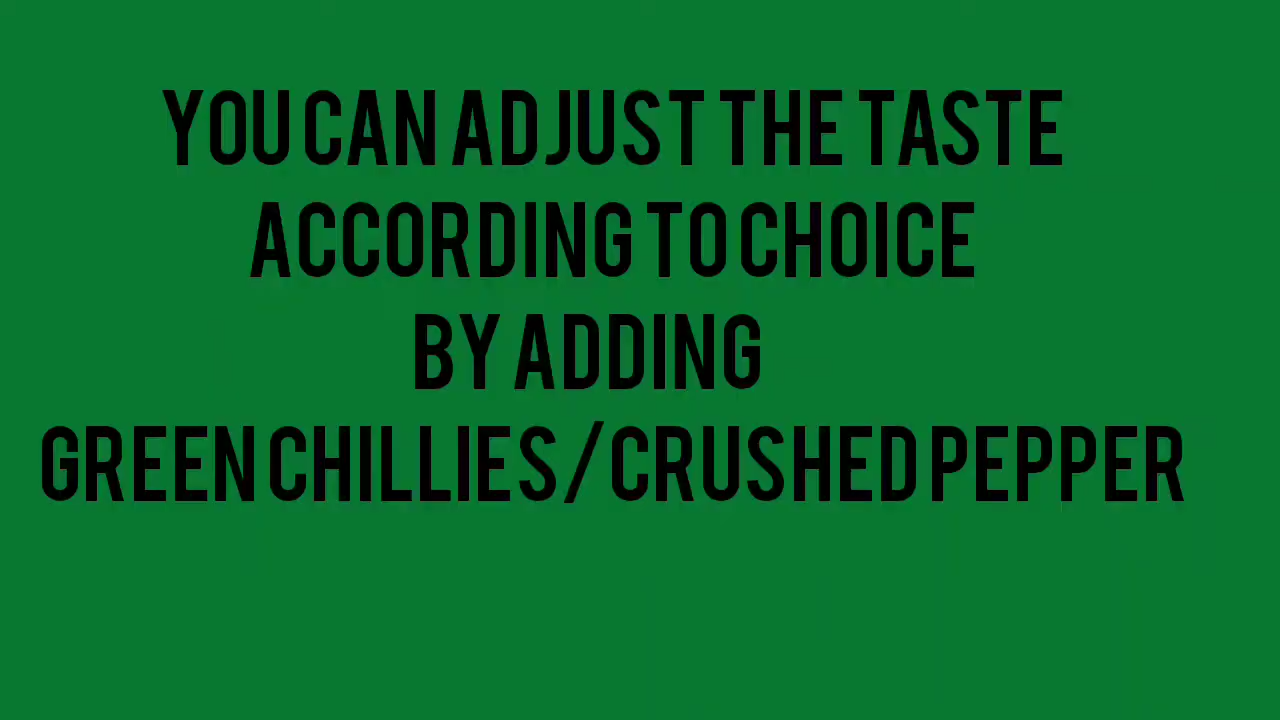 YOU CAN ADJUST THE TASTE
ACCORDING TO CHOICE
BY ADDING
GREEN CHILLIES/CRUSHED PEPPER